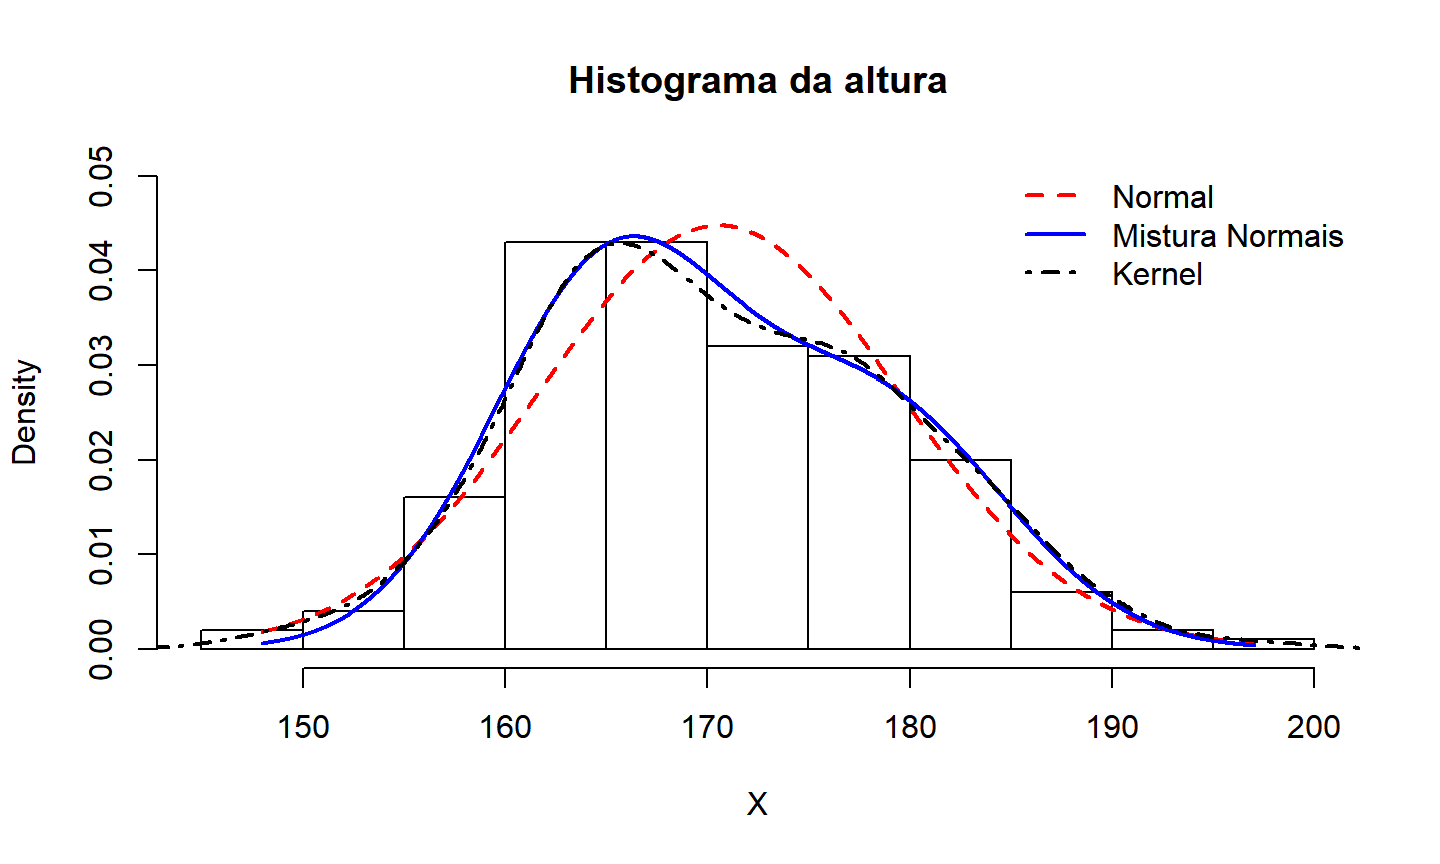 Histograma da altura
Normal
Mistura Normais
Kernel
Density
0.05
0.04
0.03
0.02
0.01
0.00
150 160 170 180 190 200
X